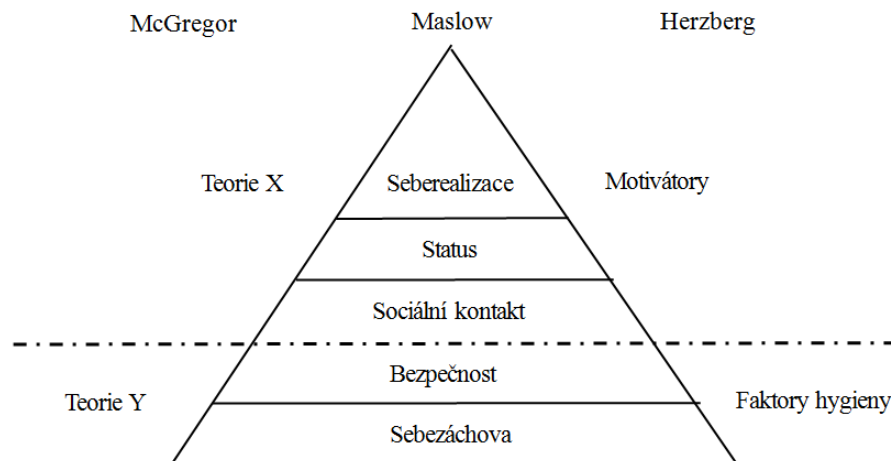 McGregor Maslow Herzberg
Teorie X Seberealizace Motivátory
Status
Sociální kontakt
Bezpečnost
Teorie Y Faktory hygieny
Sebezáchova